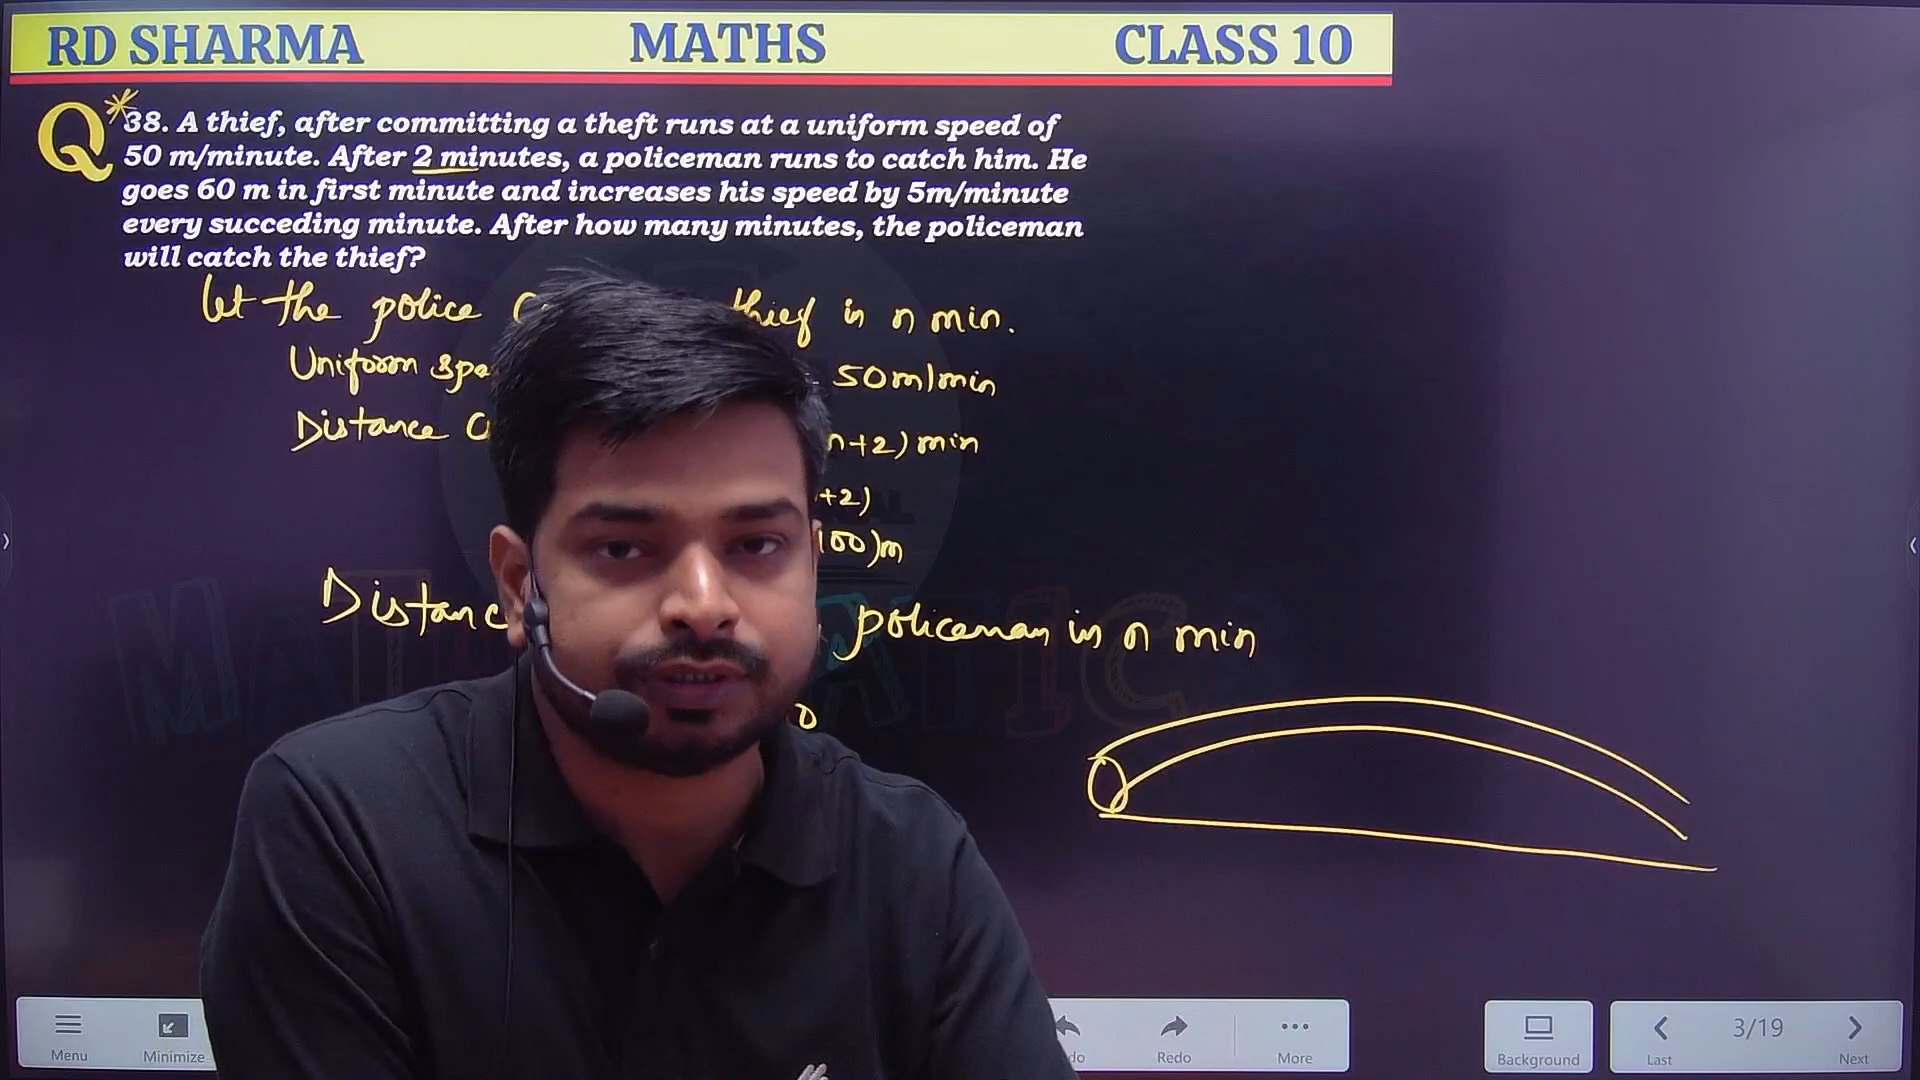 RD SHARMA MATHS CLASS 10
Q*38. A thief, after committing a theft runs at a uniform speed of
50 m/minute. After 2 minutes, a policeman runs to catch him. He
goes 60 m in first minute and increases his speed by 5m/minute
every succeding minute. After how many minutes, the policeman
will catch the thief?
let the police thief in n min.
Uniform 50m/min
Distance n+2) min
+2)
100)m
policeman in n min
Menu Minimize Redo More Background Last 3/19 Next